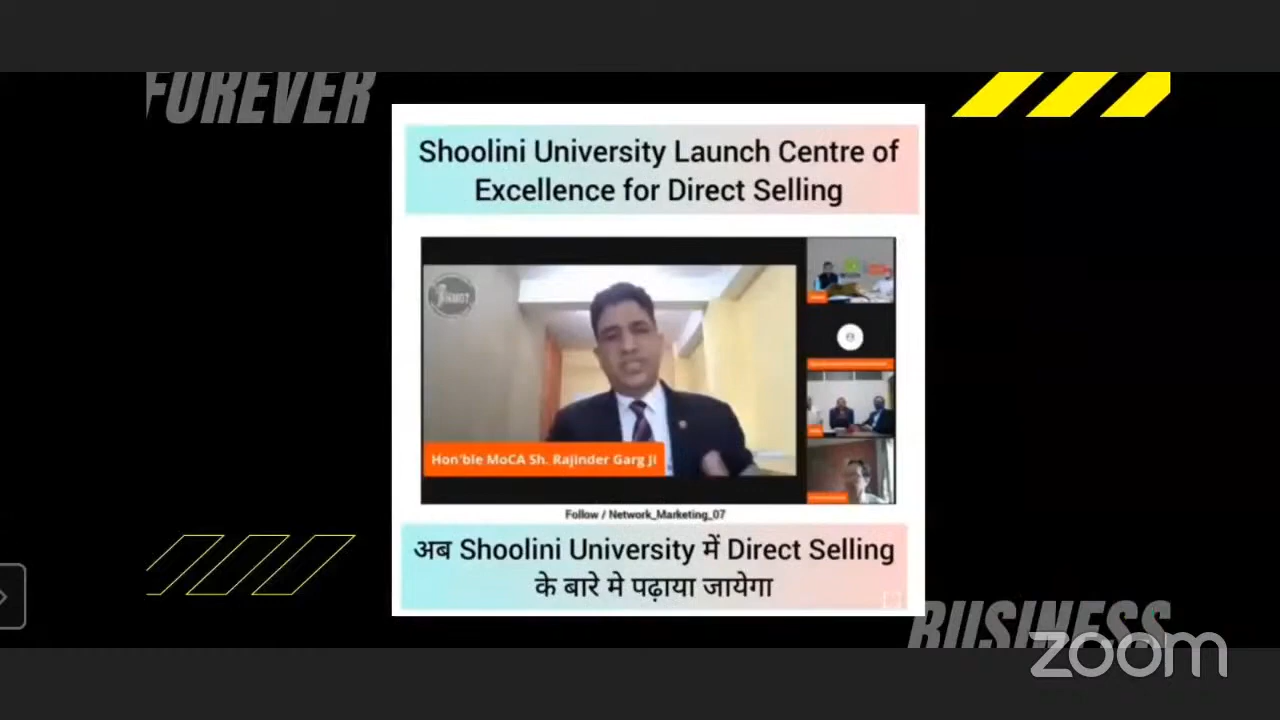 FOREVER
Shoolini University Launch Centre of
Excellence for Direct Selling
Hon'ble MoCA Sh. Rajinder Garg Ji
Follow / Network_Marketing_07
अब Shoolini University में Direct Selling
के बारे मे पढ़ाया जायेगा
BUSINESS
zoom